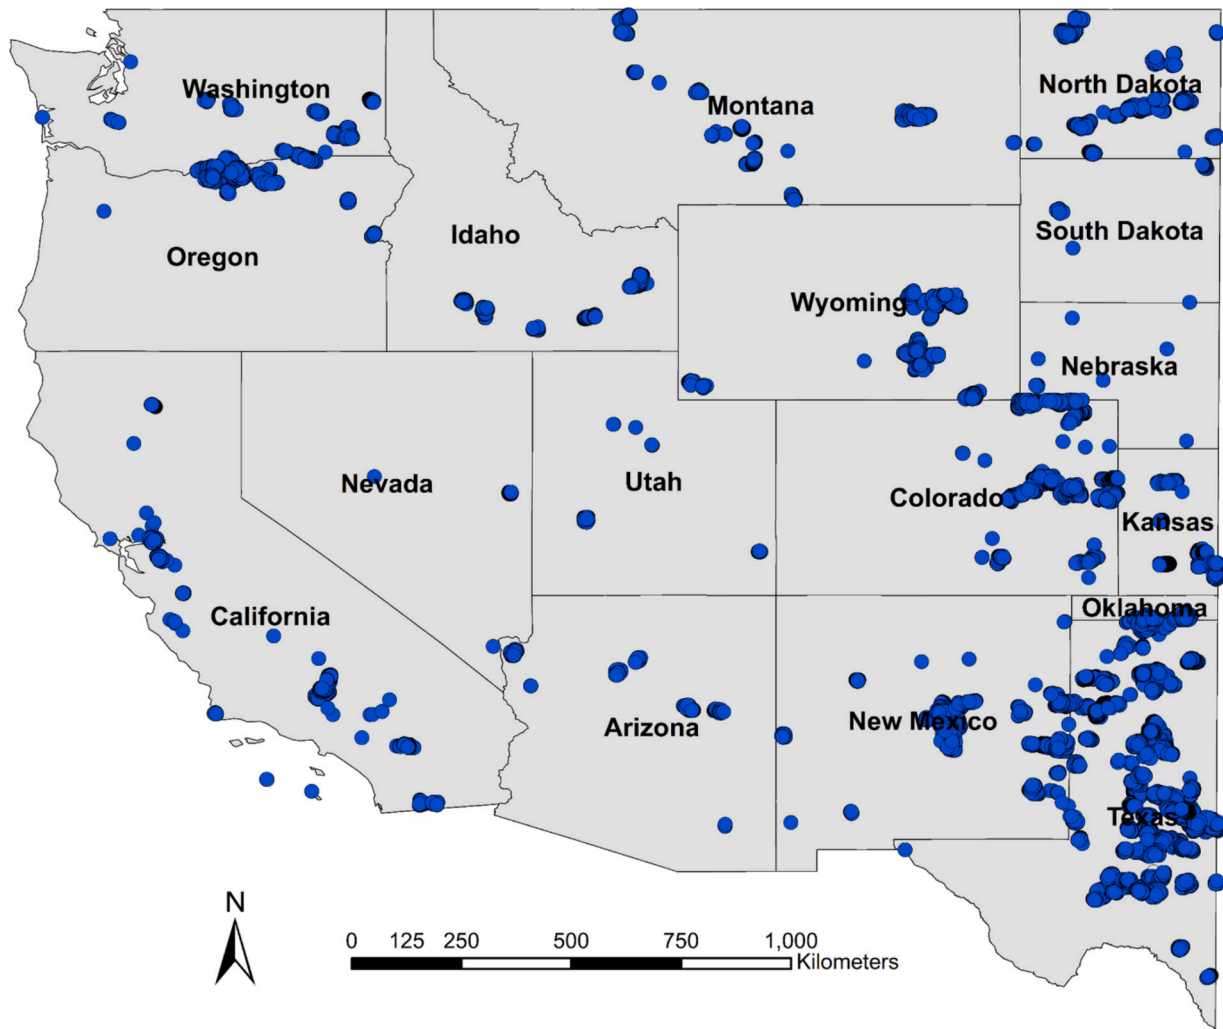 Washington
Montana
North Dakota
Oregon
Idaho
South Dakota
Wyoming
Nebraska
Nevada
Utah
Colorado
Kansas
California
Oklahoma
Arizona
New Mexico
Texas
N
0 125 250 500 750 1,000
Kilometers